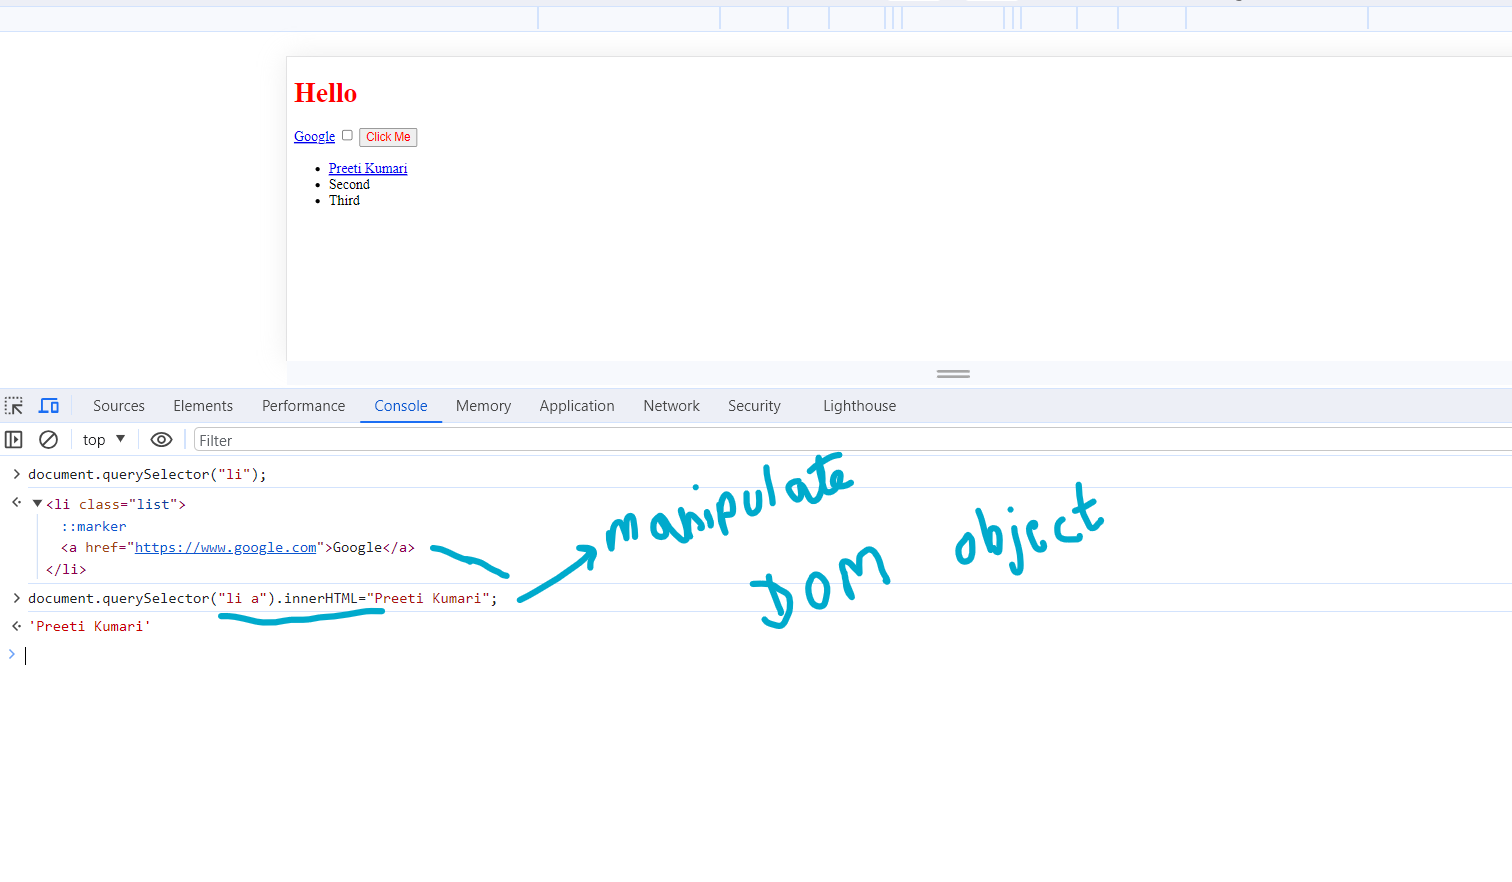 Hello
Google Click Me
Preeti Kumari
Second
Third
Sources Elements Performance Console Memory Application Network Security Lighthouse
top Filter
document.querySelector("li");
<li class="list">
::marker
<a href="https://www.google.com">Google</a>
</li>
document.querySelector("li a").innerHTML="Preeti Kumari";
'Preeti Kumari'
manipulate
DOM object